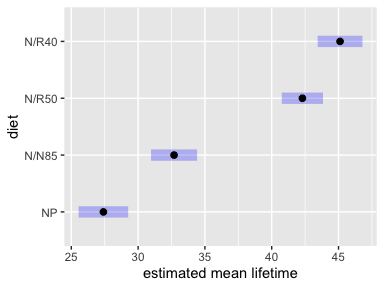 N/R40
N/R50
N/N85
NP
diet
25 30 35 40 45
estimated mean lifetime